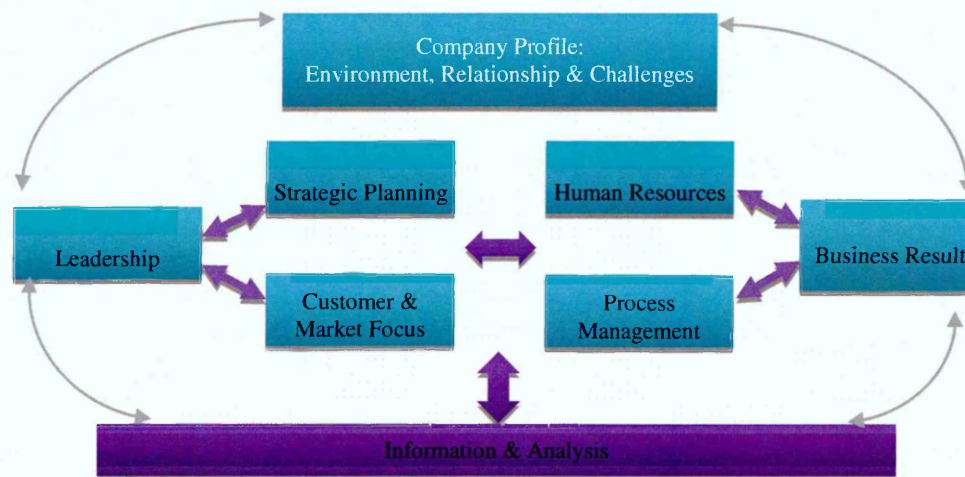 Company Profile:
Environment, Relationship & Challenges
Strategic Planning
Human Resources
Leadership
Business Result
Customer &
Market Focus
Process
Management
Information & Analysis